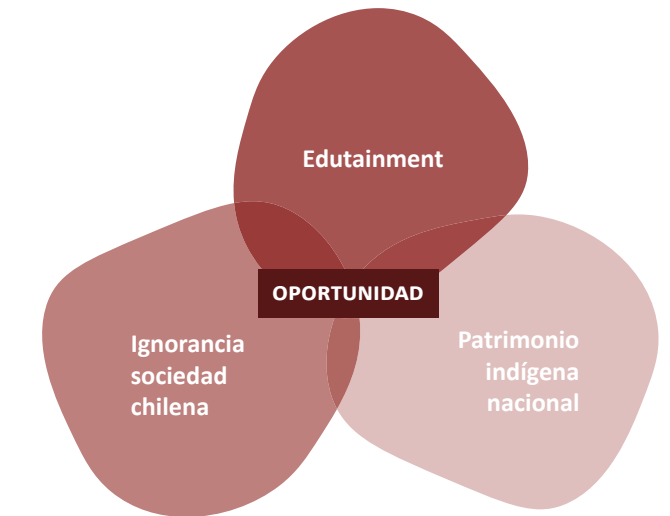 Edutainment
OPORTUNIDAD
Ignorancia
sociedad
chilena
Patrimonio
indígena
nacional